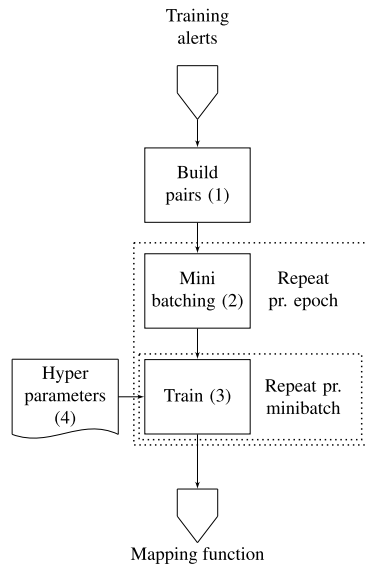 Training
alerts
Build
pairs (1)
Mini
batching (2)
Repeat
pr. epoch
Hyper
parameters
(4)
Train (3)
Repeat pr.
minibatch
Mapping function